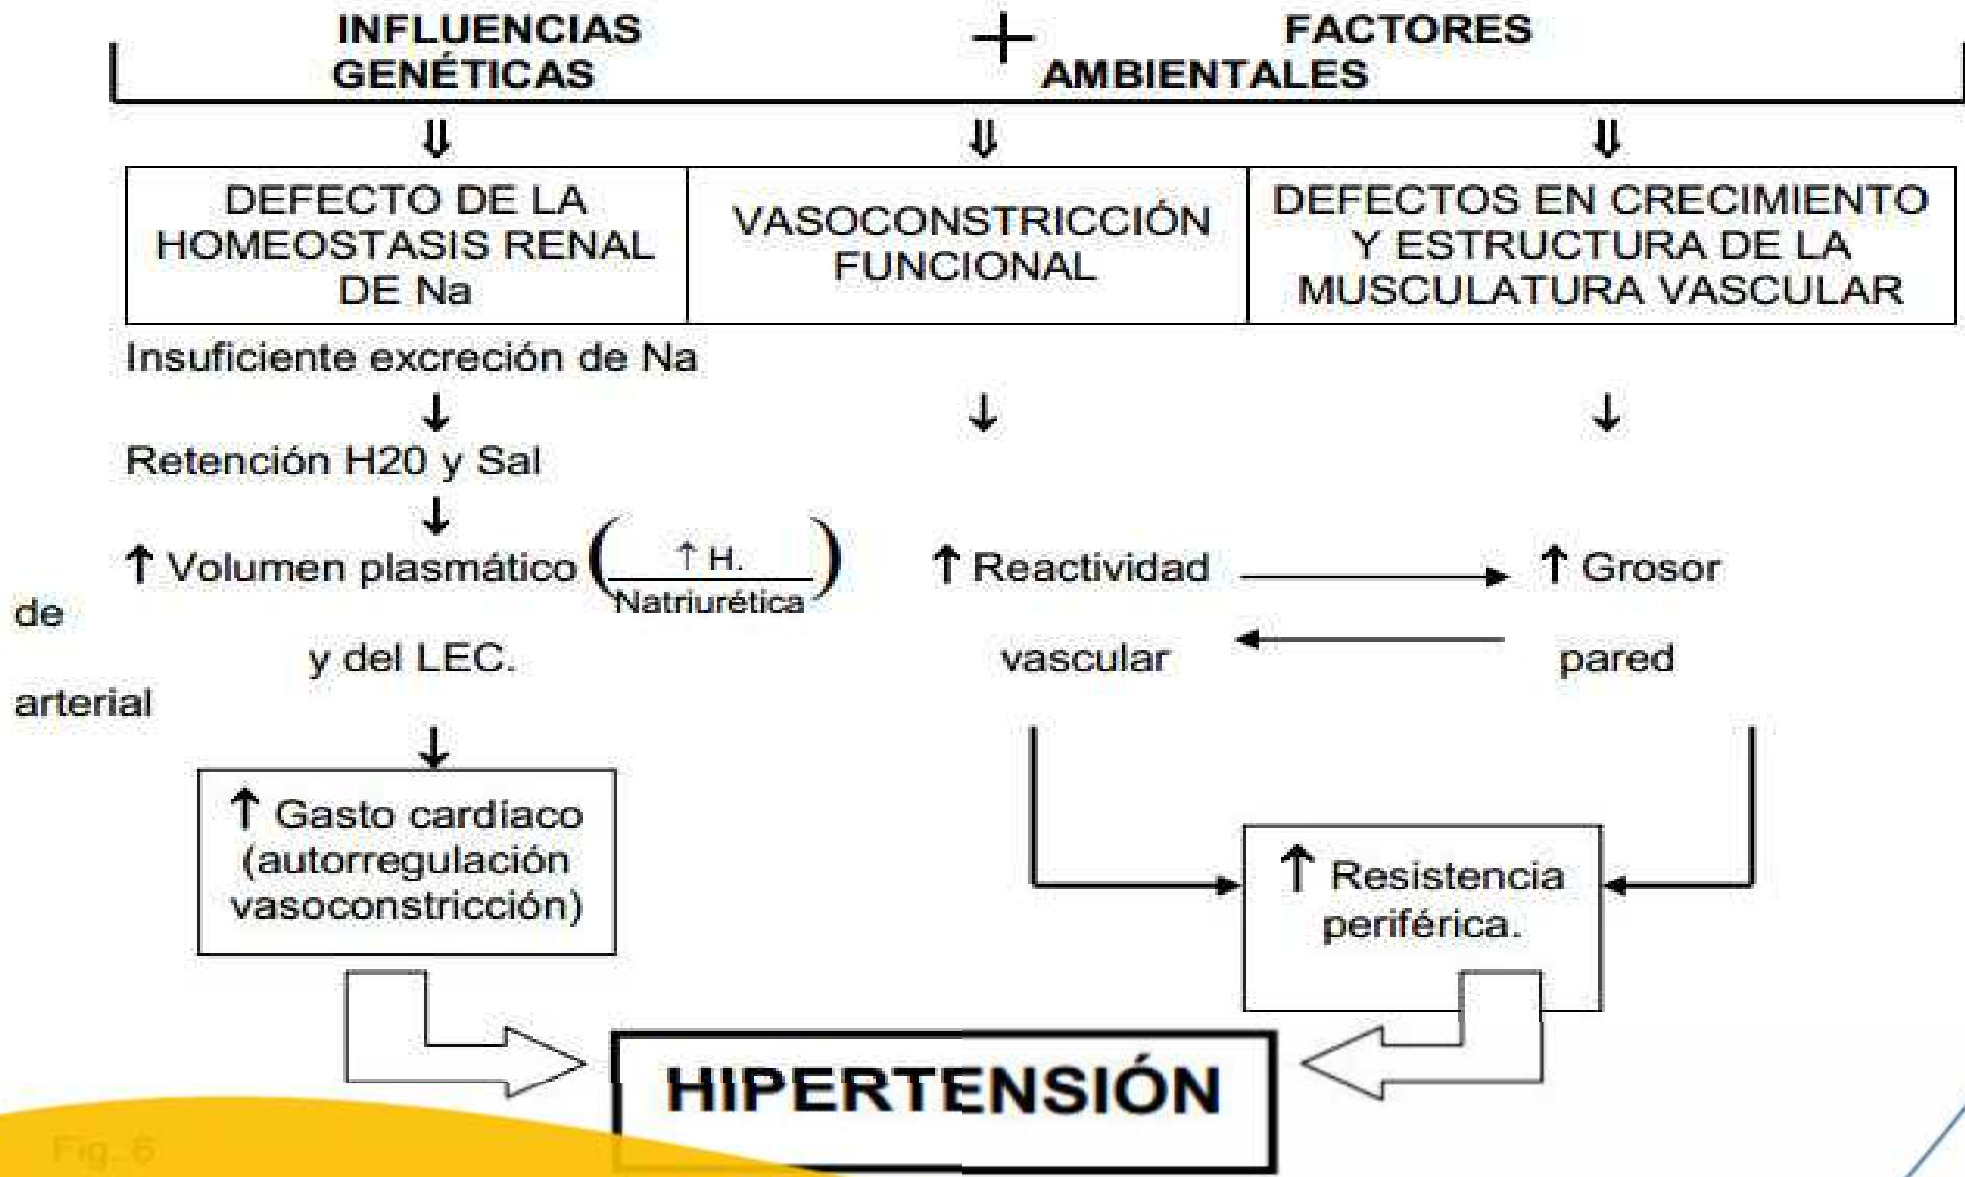 INFLUENCIAS + FACTORES
GENÉTICAS AMBIENTALES
⇓ ⇓ ⇓
DEFECTO DE LA
HOMEOSTASIS RENAL
DE Na
VASOCONSTRICCIÓN
FUNCIONAL
DEFECTOS EN CRECIMIENTO
Y ESTRUCTURA DE LA
MUSCULATURA VASCULAR
Insuficiente excreción de Na
↓ ↓ ↓
Retención H20 y Sal
↓
↑ Volumen plasmático (↑ H.
Natriurética) ↑ Reactividad ↑ Grosor
de
y del LEC. vascular pared
arterial
↓
↑ Gasto cardíaco
(autorregulación
vasoconstricción)
↑ Resistencia
periférica.
HIPERTENSIÓN
Fig. 6